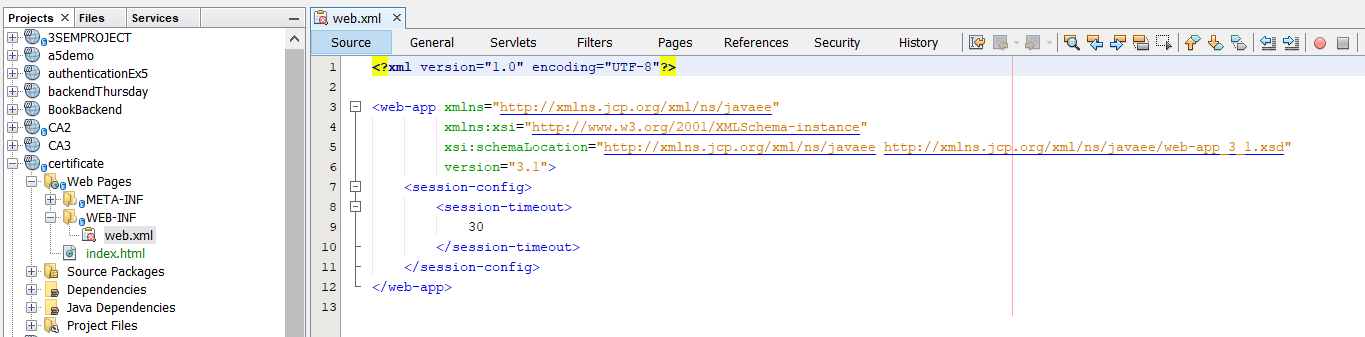 Projects × Files Services
3SEMPROJECT
a5demo
authenticationEx5
backendThursday
BookBackend
CA2
CA3
certificate
Web Pages
META-INF
WEB-INF
web.xml
index.html
Source Packages
Dependencies
Java Dependencies
Project Files
web.xml ×
Source General Servlets Filters Pages References Security History
1 <?xml version="1.0" encoding="UTF-8"?>
2
3 <web-app xmlns="http://xmlns.jcp.org/xml/ns/javaee"
4 xmlns:xsi="http://www.w3.org/2001/XMLSchema-instance"
5 xsi:schemaLocation="http://xmlns.jcp.org/xml/ns/javaee http://xmlns.jcp.org/xml/ns/javaee/web-app_3_1.xsd"
6 version="3.1">
7 <session-config>
8 <session-timeout>
9 30
10 </session-timeout>
11 </session-config>
12 </web-app>
13